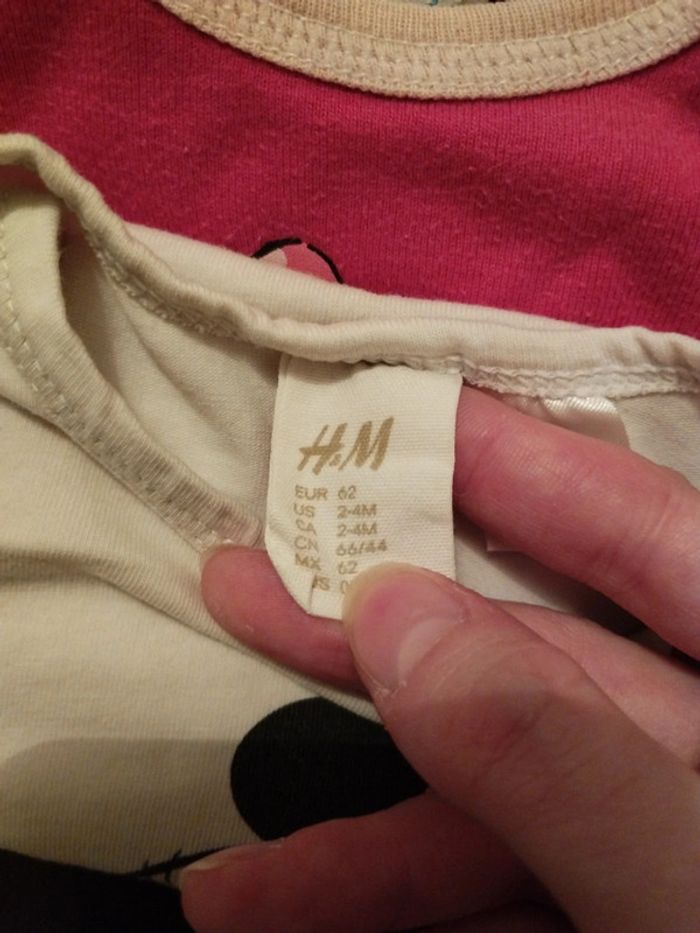 H&M
EUR 62
US 2-4M
CA 2-4M
CN 66/44
MX 62